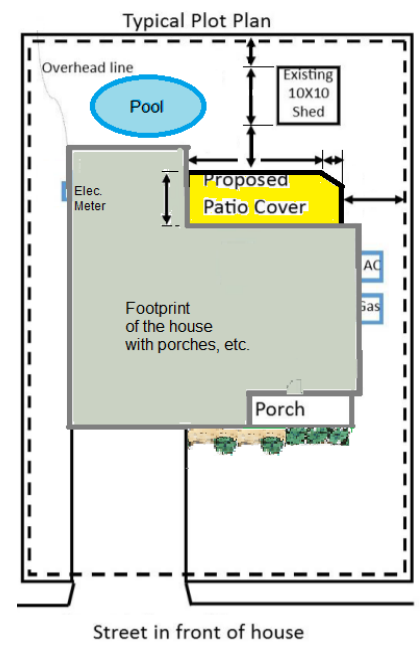 Typical Plot Plan
Overhead line
Existing
10X10
Shed
Pool
Proposed
Patio Cover
Elec.
Meter
AC
Gas
Footprint
of the house
with porches, etc.
Porch
Street in front of house